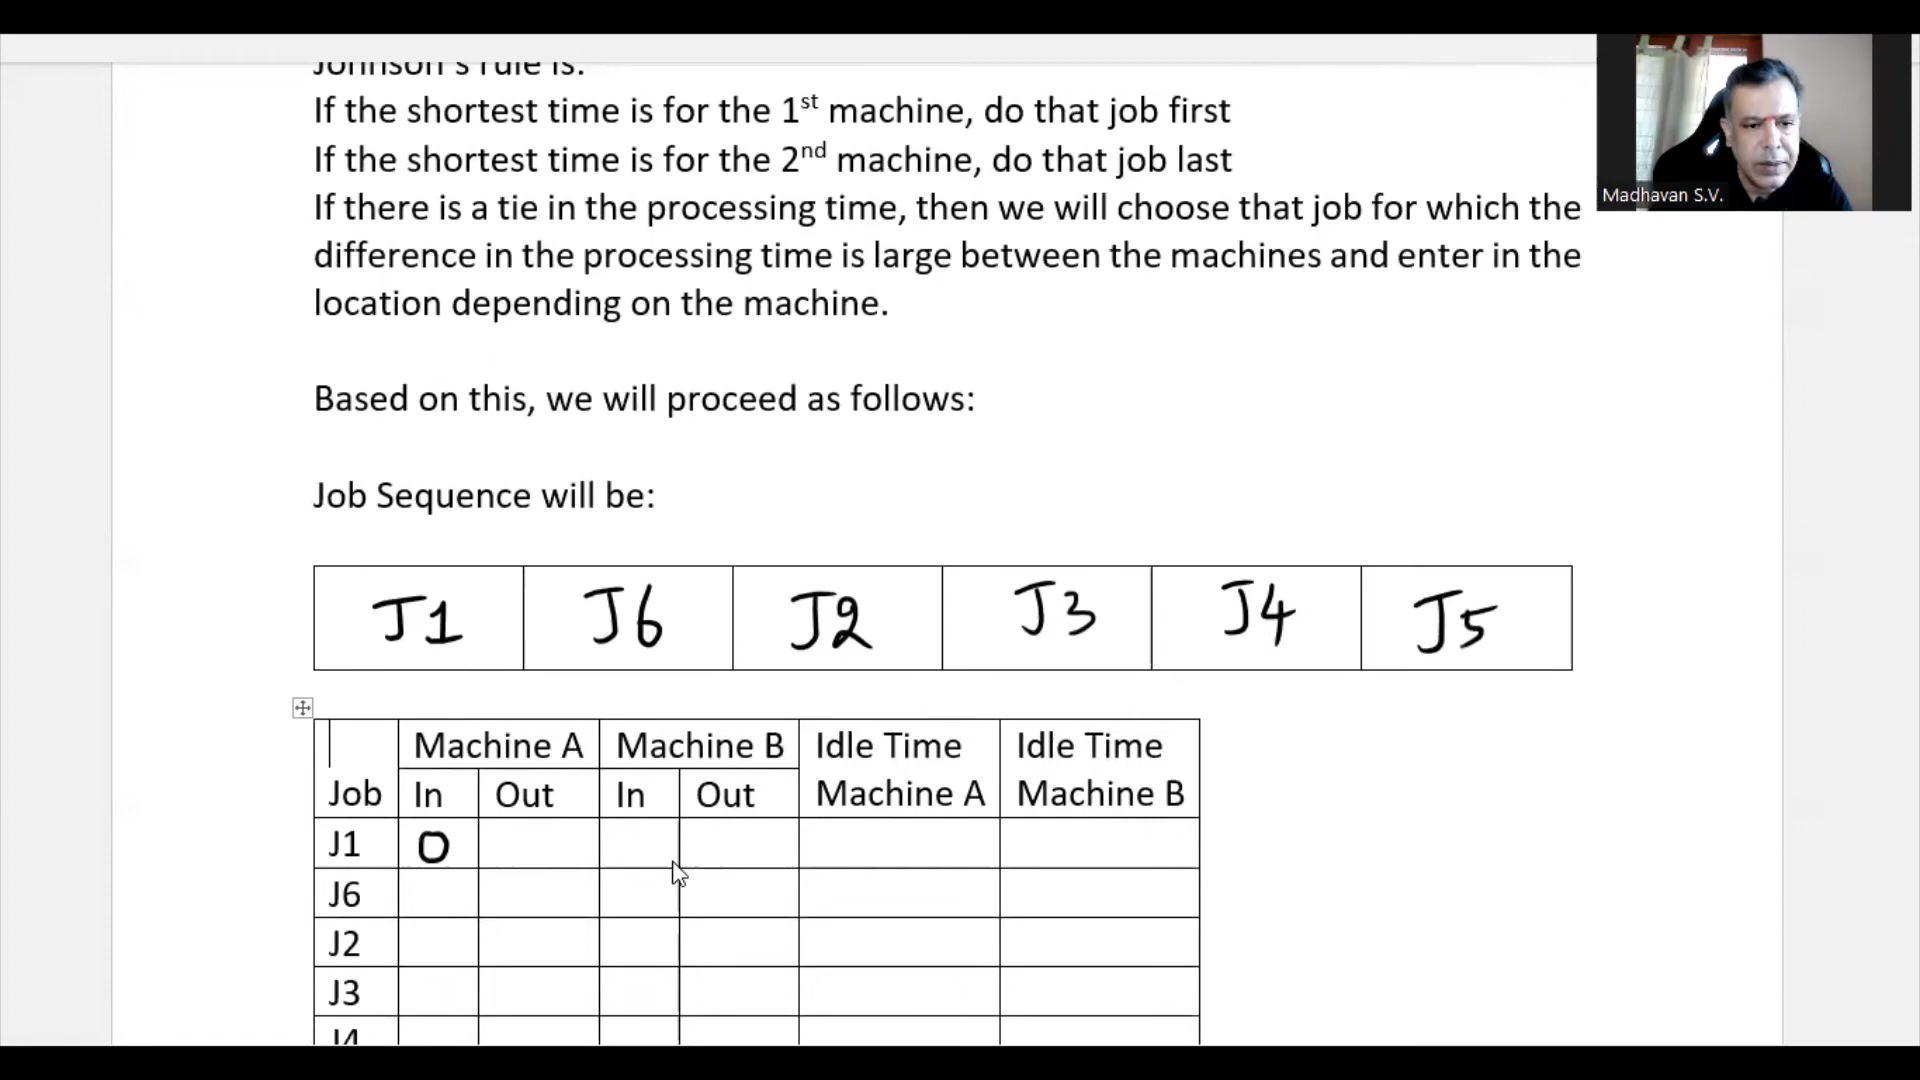 Johnson's rule is:
If the shortest time is for the 1st machine, do that job first
If the shortest time is for the 2nd machine, do that job last
If there is a tie in the processing time, then we will choose that job for which the
difference in the processing time is large between the machines and enter in the
location depending on the machine.
Based on this, we will proceed as follows:
Job Sequence will be:
J1 J6 J2 J3 J4 J5
Machine A Machine B Idle Time Idle Time
Job In Out In Out Machine A Machine B
J1 0
J6
J2
J3
J4
Madhavan S.V.